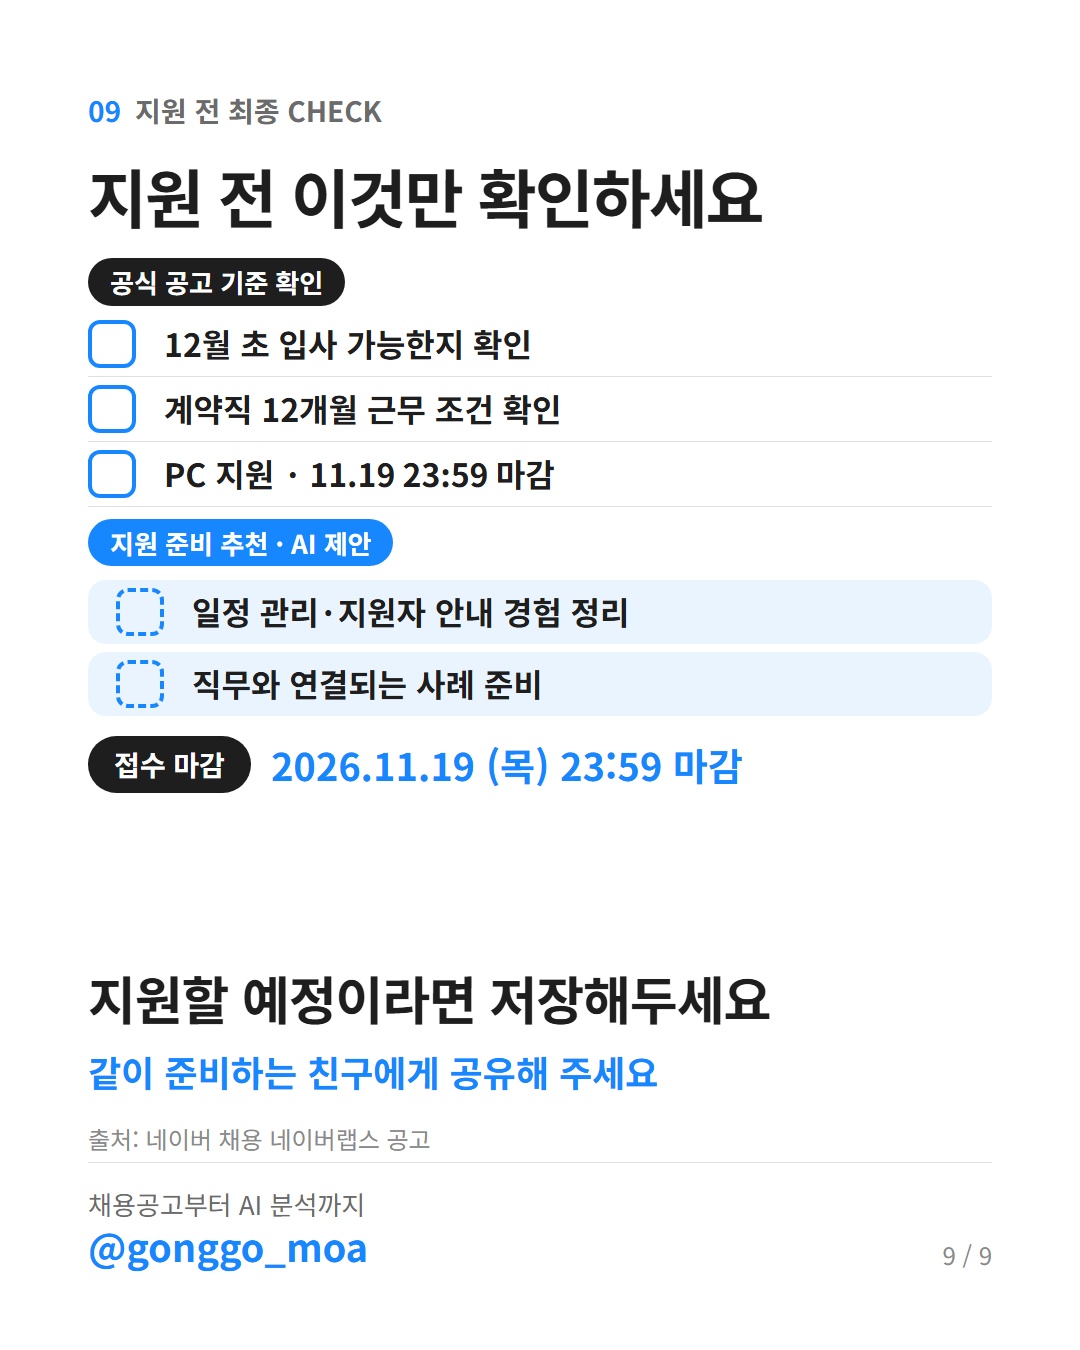 09 지원 전 최종 CHECK
지원 전 이것만 확인하세요
공식 공고 기준 확인
12월 초 입사 가능한지 확인
계약직 12개월 근무 조건 확인
PC 지원 · 11.19 23:59 마감
지원 준비 추천 · AI 제안
일정 관리·지원자 안내 경험 정리
직무와 연결되는 사례 준비
접수 마감 2026.11.19 (목) 23:59 마감
지원할 예정이라면 저장해두세요
같이 준비하는 친구에게 공유해 주세요
출처: 네이버 채용 네이버랩스 공고
채용공고부터 AI 분석까지
@gonggo_moa
9 / 9